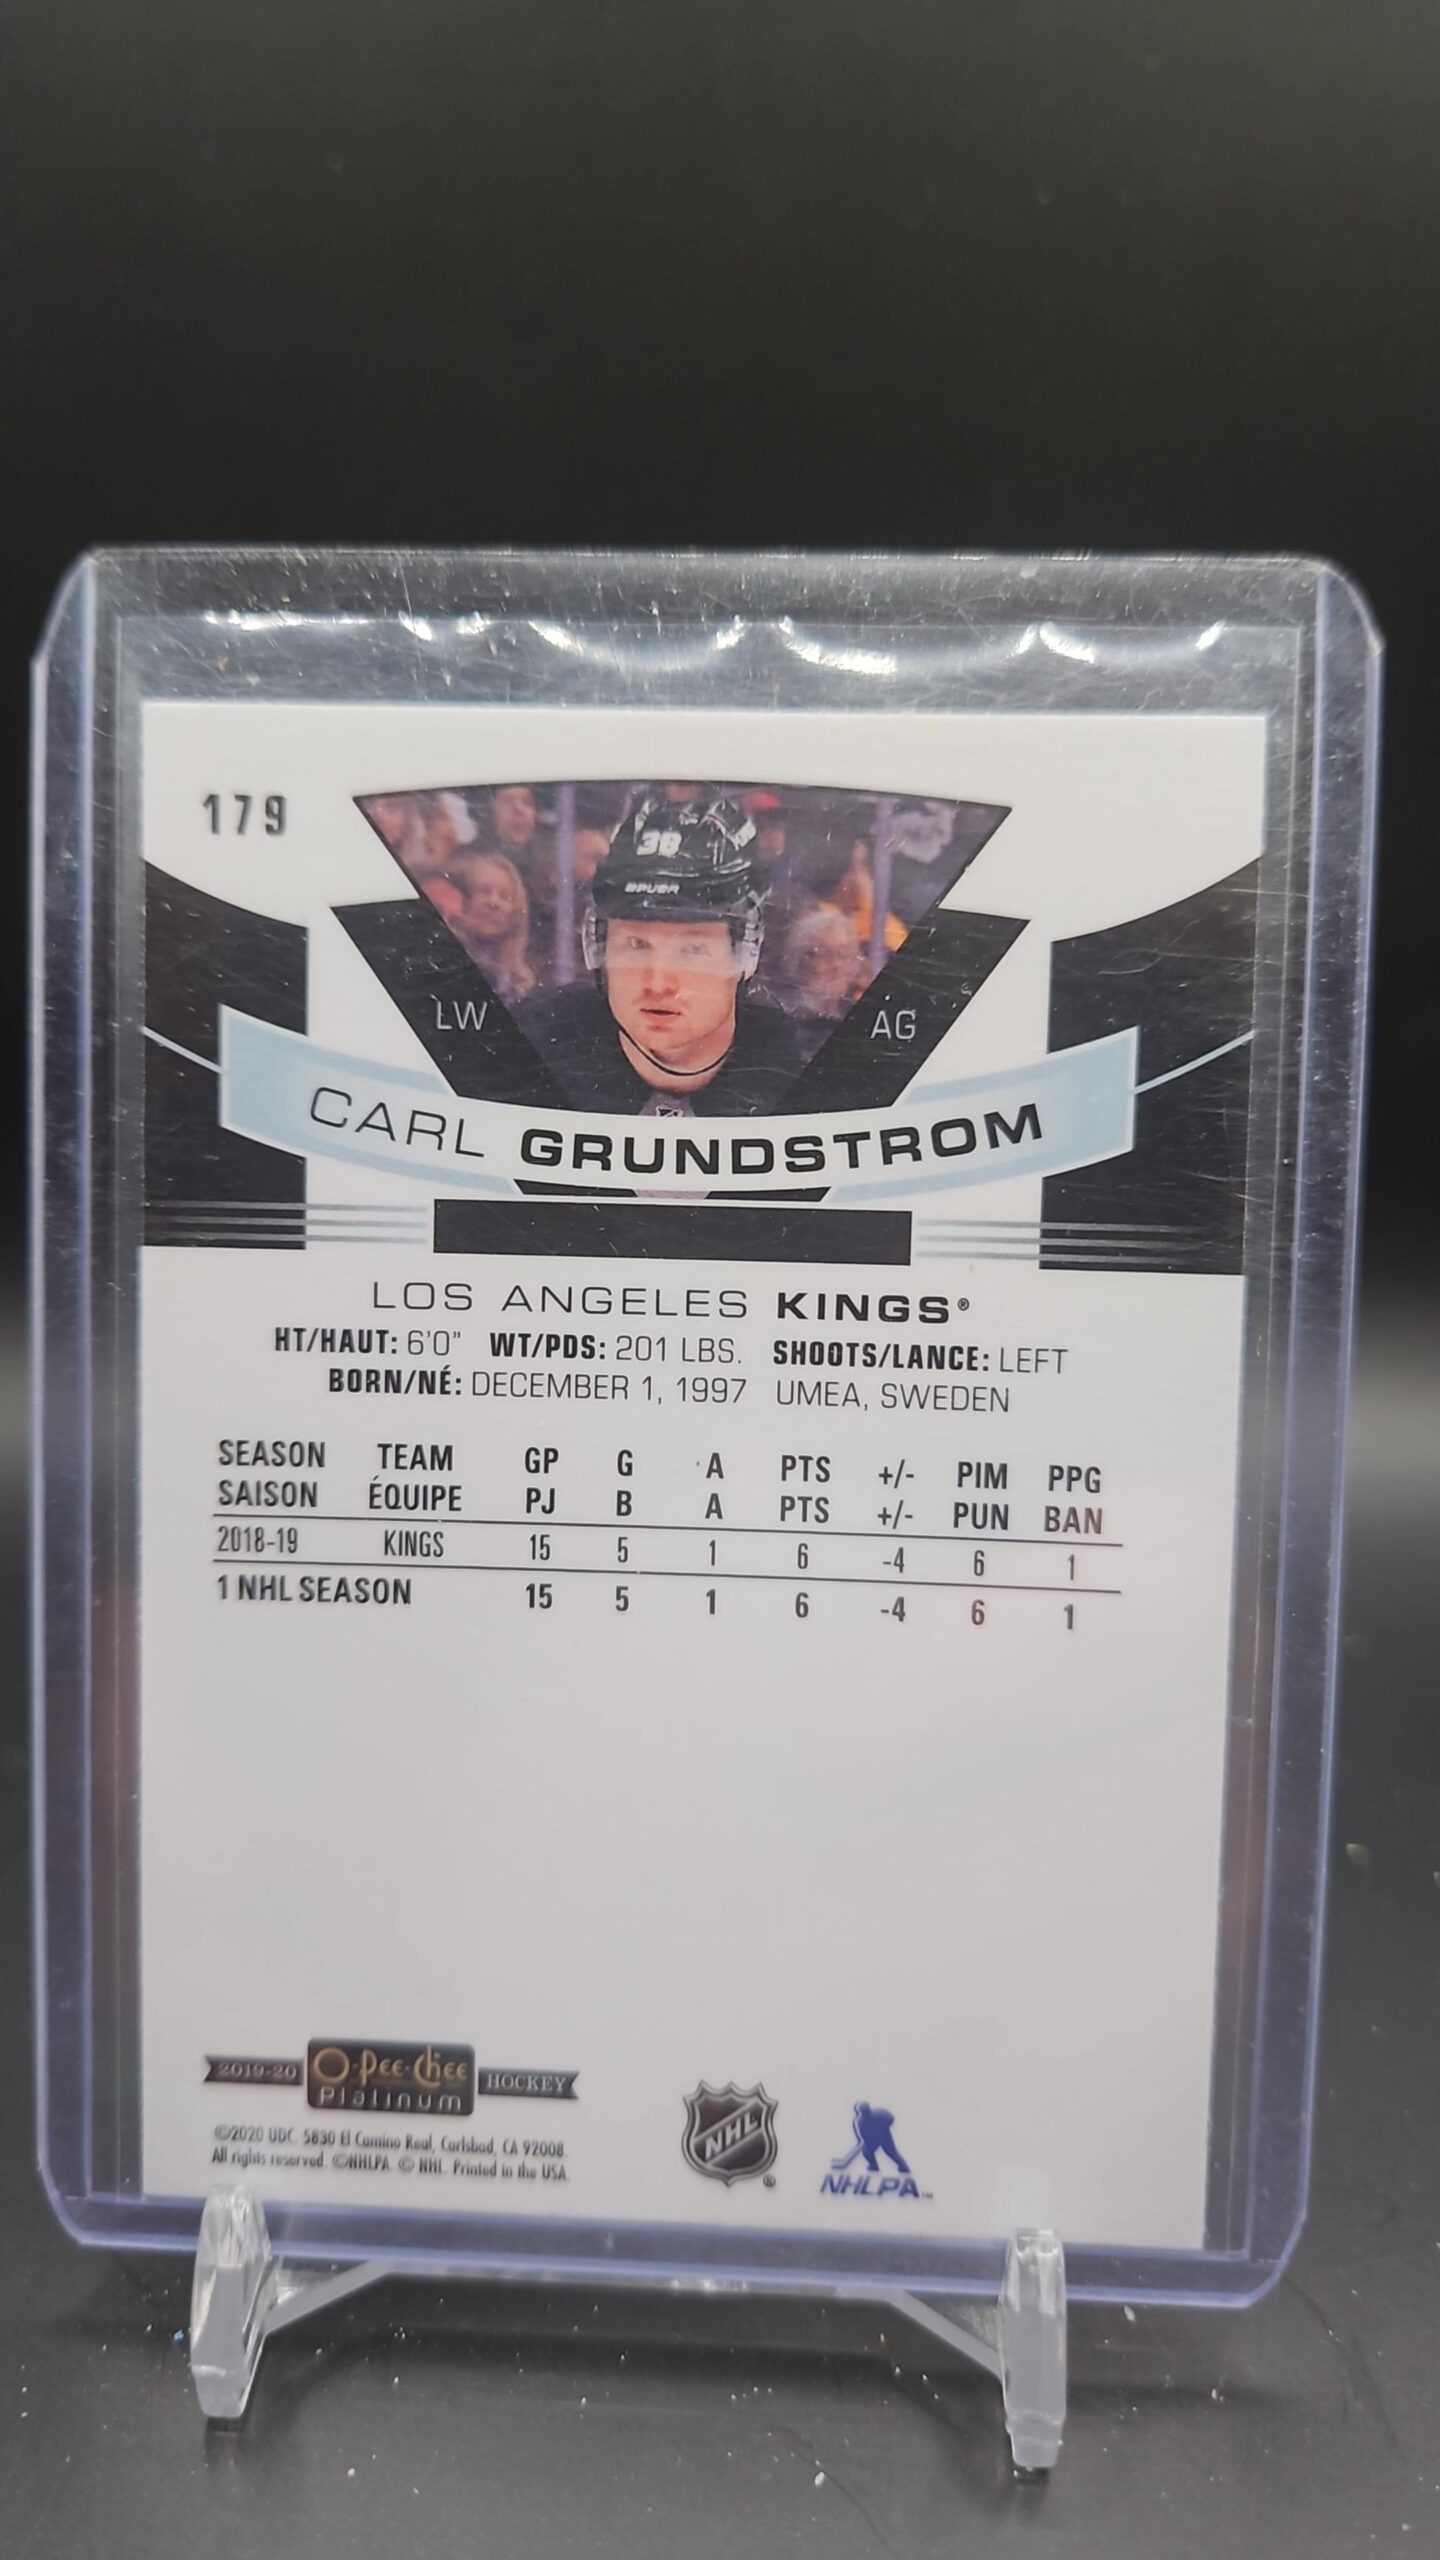 179
38
BAUER
LW
AG
CARL GRUNDSTROM
LOS ANGELES KINGS®
HT/HAUT: 6'0" WT/PDS: 201 LBS. SHOOTS/LANCE: LEFT
BORN/NÉ: DECEMBER 1, 1997 UMEA, SWEDEN
SEASON TEAM GP G A PTS +/- PIM PPG
SAISON ÉQUIPE PJ B A PTS +/- PUN BAN
2018-19 KINGS 15 5 1 6 -4 6 1
1 NHL SEASON 15 5 1 6 -4 6 1
2019-20 O-Pee-Chee HOCKEY
Platinum
©2020 UDC. 5830 El Camino Real, Carlsbad, CA 92008.
All rights reserved. ©NHLPA. © NHL. Printed in the USA.
NHL ®
NHLPA™